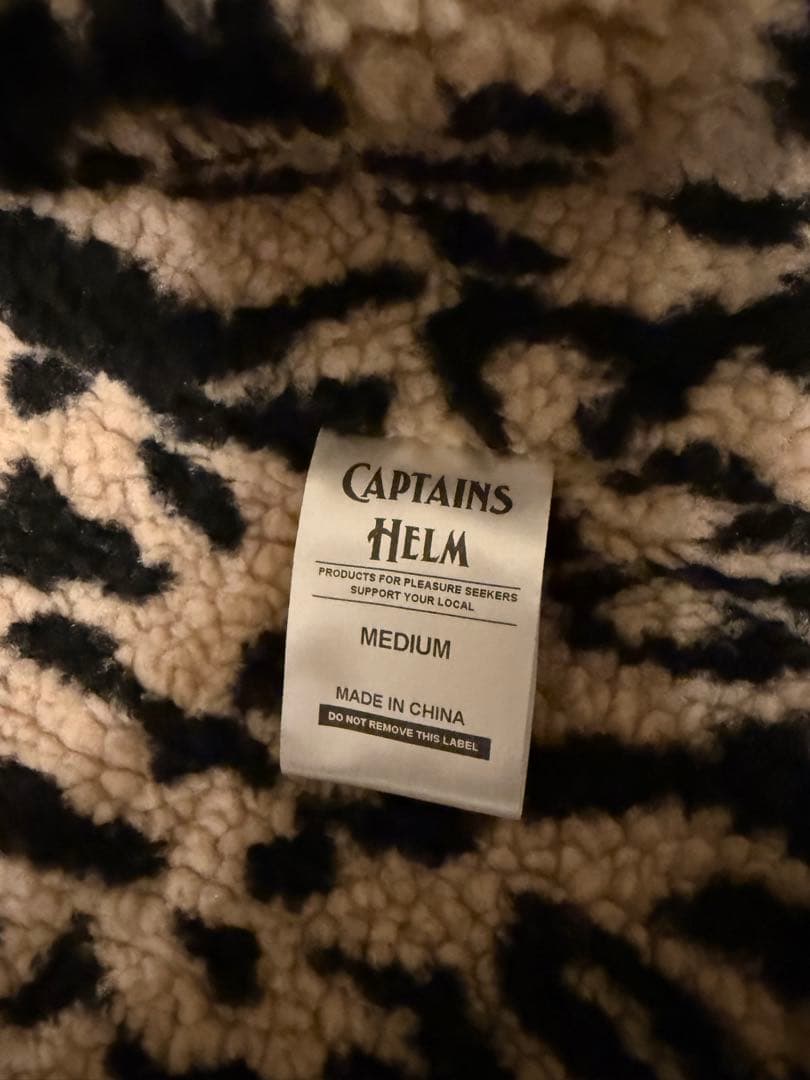 CAPTAINS
HELM
PRODUCTS FOR PLEASURE SEEKERS
SUPPORT YOUR LOCAL
MEDIUM
MADE IN CHINA
DO NOT REMOVE THIS LABEL